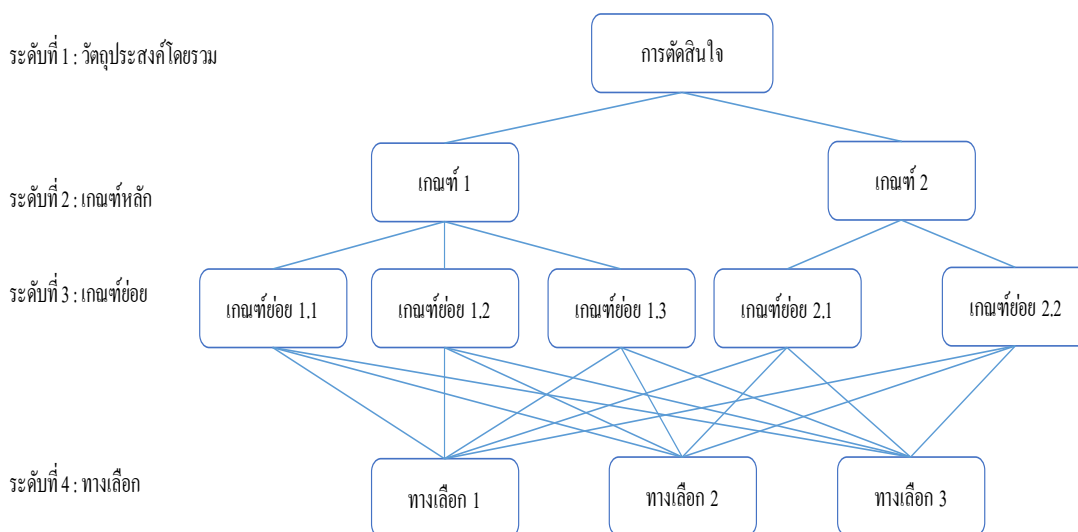 ระดับที่ 1 : วัตถุประสงค์โดยรวม
การตัดสินใจ
ระดับที่ 2 : เกณฑ์หลัก
เกณฑ์ 1
เกณฑ์ 2
ระดับที่ 3 : เกณฑ์ย่อย
เกณฑ์ย่อย 1.1
เกณฑ์ย่อย 1.2
เกณฑ์ย่อย 1.3
เกณฑ์ย่อย 2.1
เกณฑ์ย่อย 2.2
ระดับที่ 4 : ทางเลือก
ทางเลือก 1
ทางเลือก 2
ทางเลือก 3